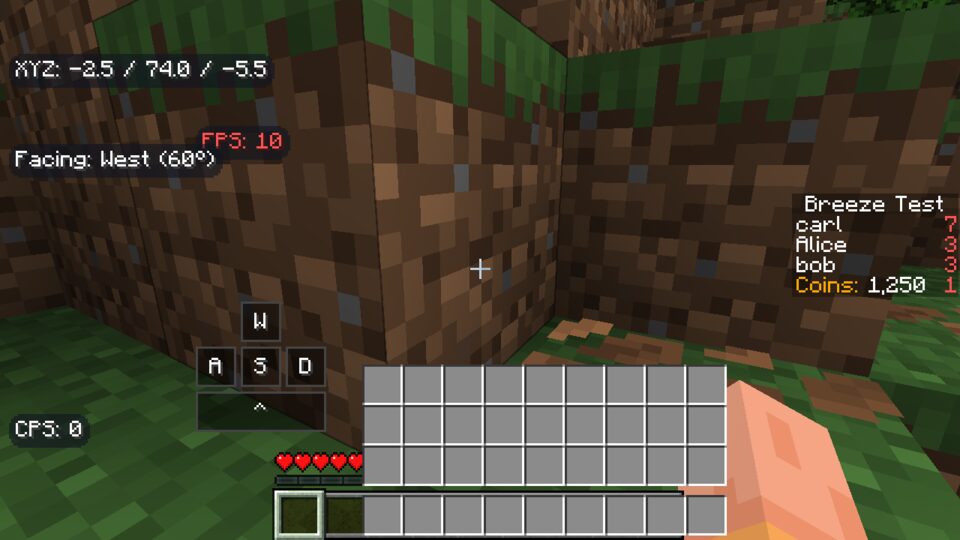 XYZ: -2.5 / 74.0 / -5.5
FPS: 10
Facing: West (60º)
Breeze Test
carl 7
Alice 3
bob 3
Coins: 1,250 1
W
A S D
^
CPS: 0